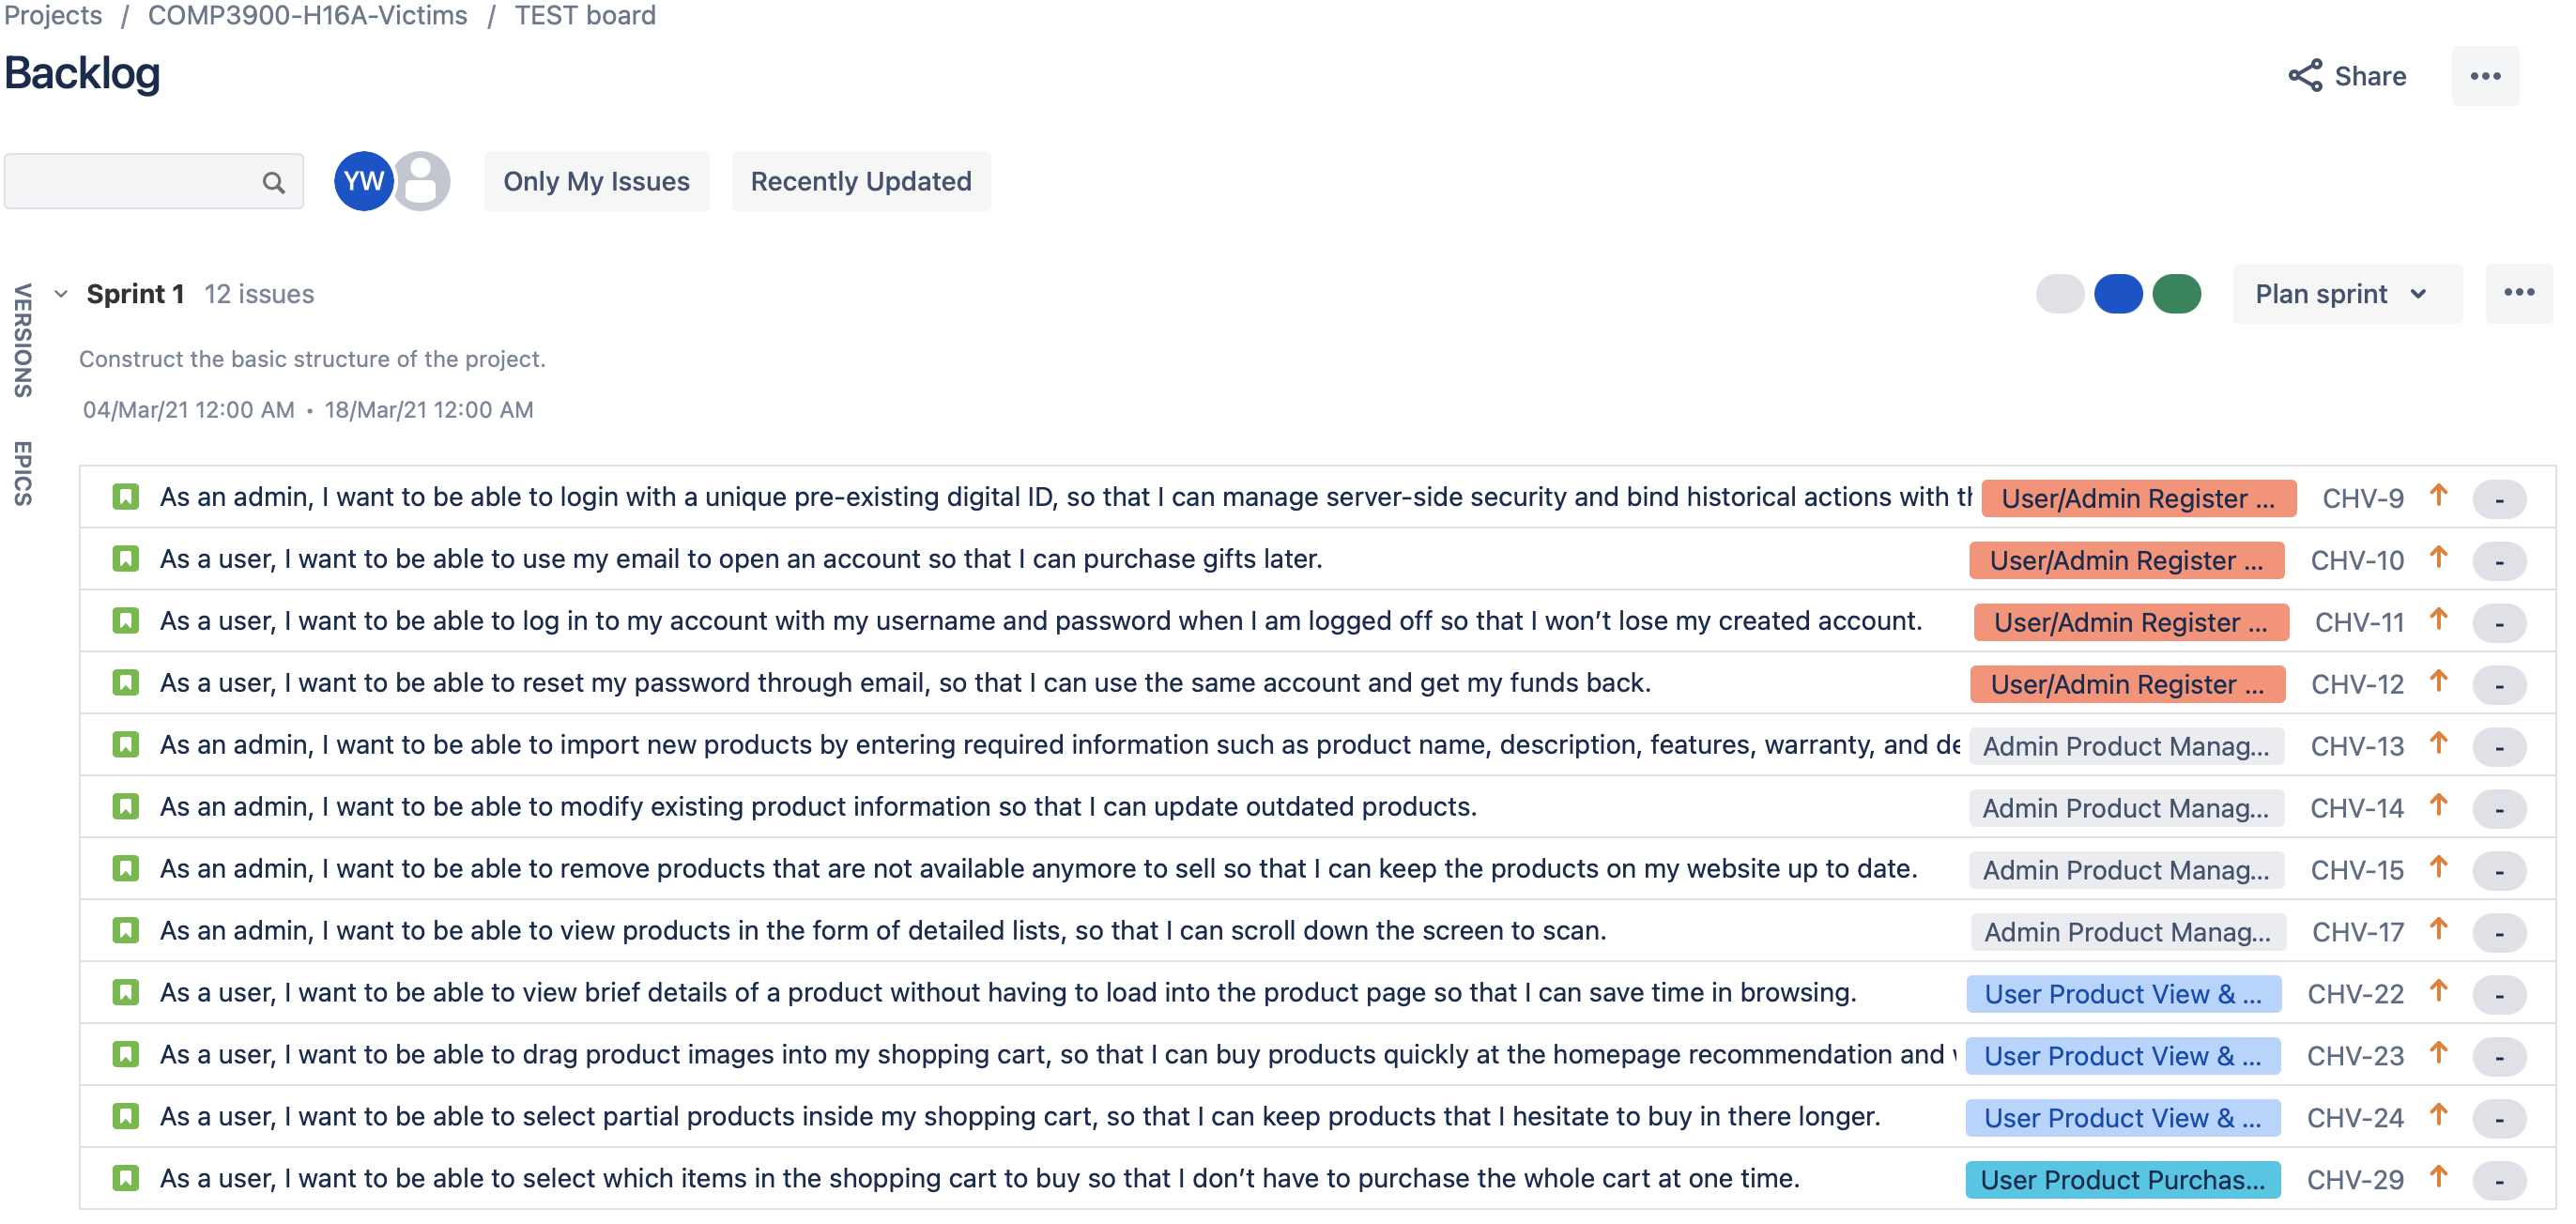 Projects / COMP3900-H16A-Victims / TEST board
Backlog
Share
YW
Only My Issues
Recently Updated
VERSIONS
EPICS
Sprint 1 12 issues
Plan sprint
Construct the basic structure of the project.
04/Mar/21 12:00 AM • 18/Mar/21 12:00 AM
As an admin, I want to be able to login with a unique pre-existing digital ID, so that I can manage server-side security and bind historical actions with User/Admin Register ... CHV-9 -
As a user, I want to be able to use my email to open an account so that I can purchase gifts later. User/Admin Register ... CHV-10 -
As a user, I want to be able to log in to my account with my username and password when I am logged off so that I won’t lose my created account. User/Admin Register ... CHV-11 -
As a user, I want to be able to reset my password through email, so that I can use the same account and get my funds back. User/Admin Register ... CHV-12 -
As an admin, I want to be able to import new products by entering required information such as product name, description, features, warranty, and Admin Product Manag... CHV-13 -
As an admin, I want to be able to modify existing product information so that I can update outdated products. Admin Product Manag... CHV-14 -
As an admin, I want to be able to remove products that are not available anymore to sell so that I can keep the products on my website up to date. Admin Product Manag... CHV-15 -
As an admin, I want to be able to view products in the form of detailed lists, so that I can scroll down the screen to scan. Admin Product Manag... CHV-17 -
As a user, I want to be able to view brief details of a product without having to load into the product page so that I can save time in browsing. User Product View & ... CHV-22 -
As a user, I want to be able to drag product images into my shopping cart, so that I can buy products quickly at the homepage recommendation and User Product View & ... CHV-23 -
As a user, I want to be able to select partial products inside my shopping cart, so that I can keep products that I hesitate to buy in there longer. User Product View & ... CHV-24 -
As a user, I want to be able to select which items in the shopping cart to buy so that I don’t have to purchase the whole cart at one time. User Product Purchas... CHV-29 -